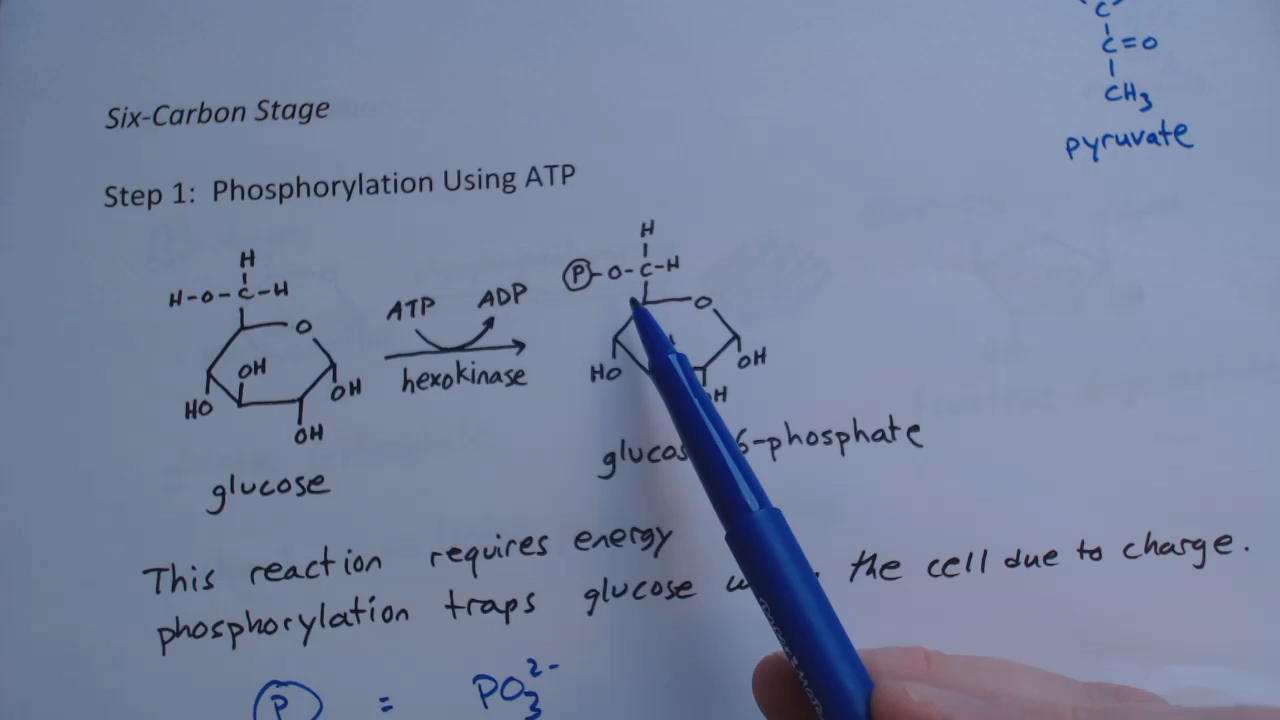 C
C=O
CH3
pyruvate
Six-Carbon Stage
Step 1: Phosphorylation Using ATP
H
H-O-C-H
O
OH
HO
OH
OH
glucose
ATP ADP
hexokinase
H
P-O-C-H
O
HO
OH
H
glucos 6-phosphate
This reaction requires energy
phosphorylation traps glucose the cell due to charge.
P = PO3 2-